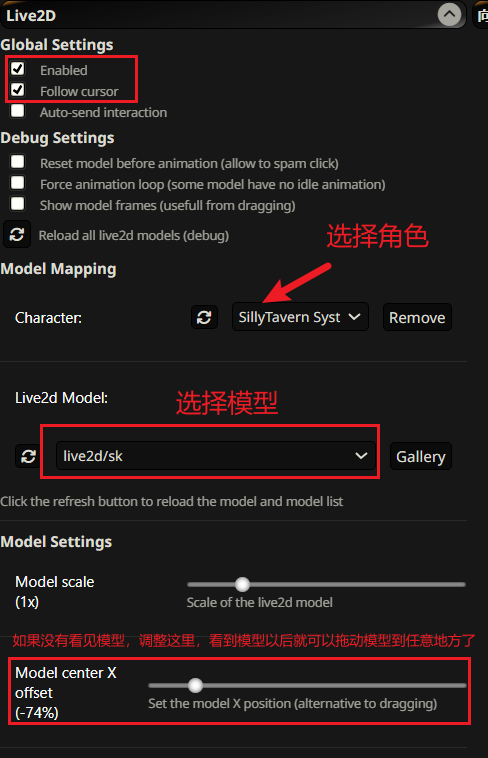 Live2D
向
Global Settings
Enabled
Follow cursor
Auto-send interaction
Debug Settings
Reset model before animation (allow to spam click)
Force animation loop (some model have no idle animation)
Show model frames (usefull from dragging)
Reload all live2d models (debug)
选择角色
Model Mapping
Character:
SillyTavern Syst
Remove
Live2d Model:
选择模型
live2d/sk
Gallery
Click the refresh button to reload the model and model list
Model Settings
Model scale
(1x)
Scale of the live2d model
如果没有看见模型，调整这里，看到模型以后就可以拖动模型到任意地方了
Model center X
offset
(-74%)
Set the model X position (alternative to dragging)